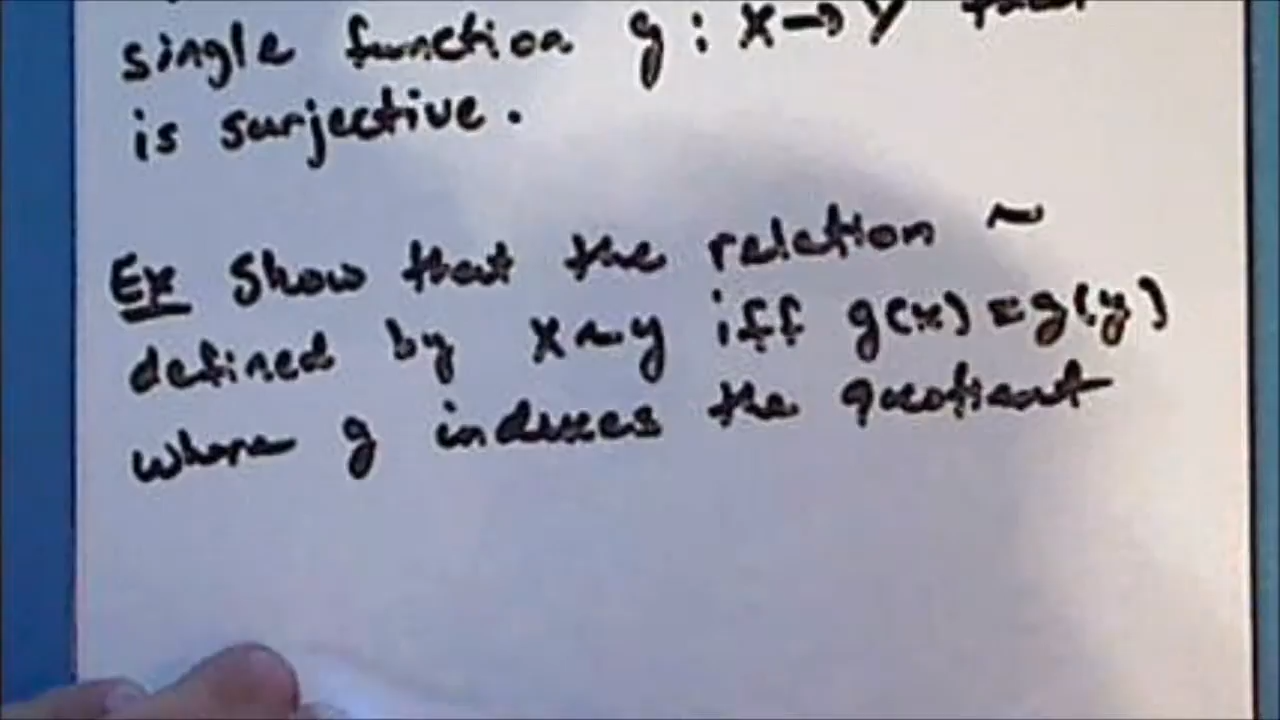 single function g : X → Y that
is surjective.
Ex Show that the relation ~
defined by x ~ y iff g(x) = g(y)
where g induces the quotient